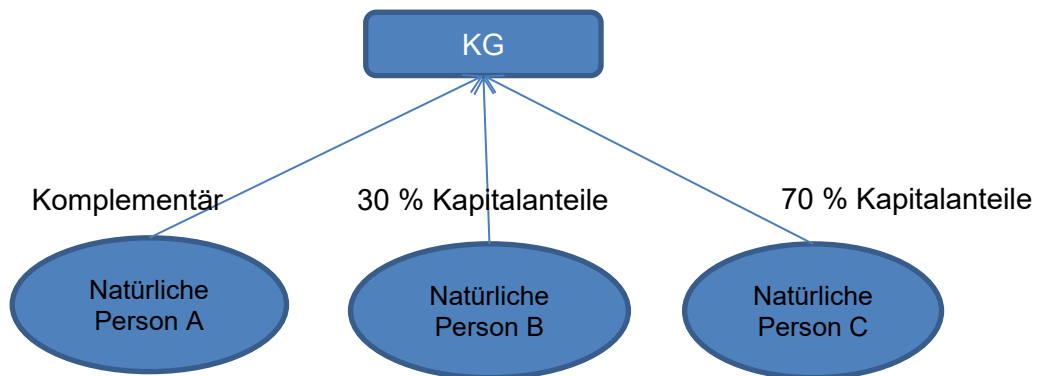 KG
Komplementär
30 % Kapitalanteile
70 % Kapitalanteile
Natürliche
Person A
Natürliche
Person B
Natürliche
Person C